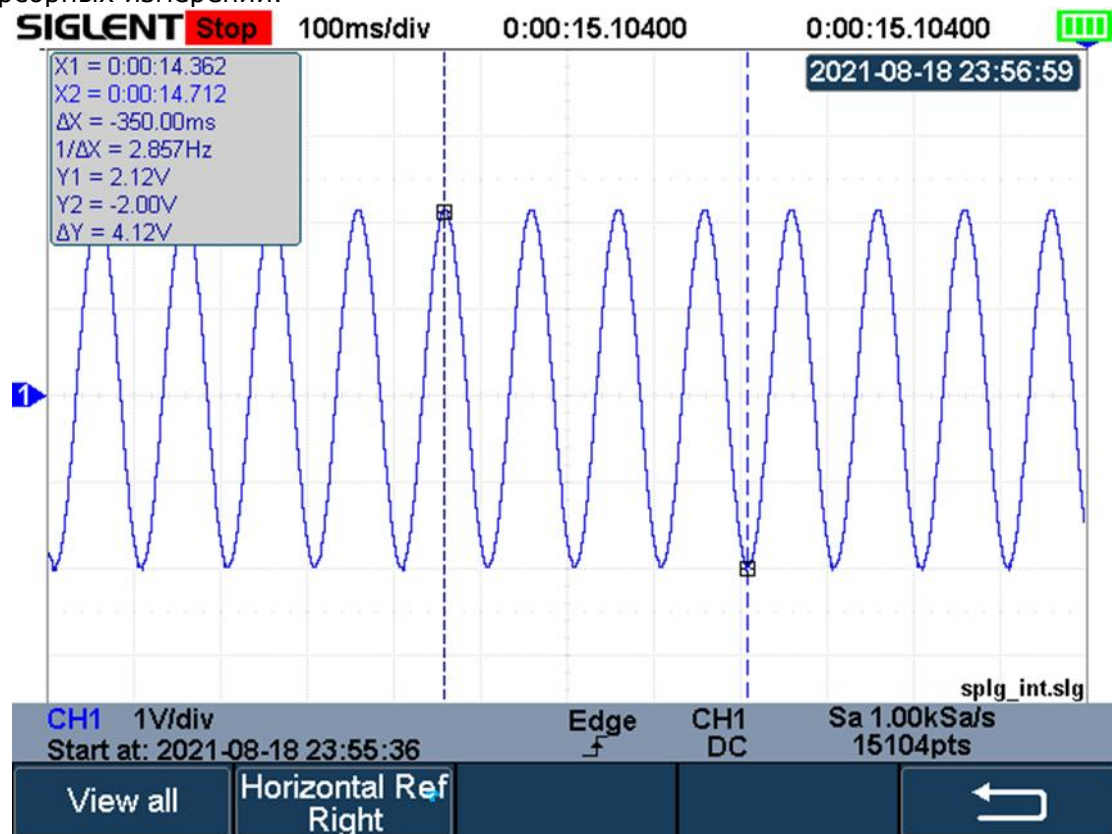 рсорных измерений.
SIGLENT Stop 100ms/div 0:00:15.10400 0:00:15.10400
X1 = 0:00:14.362
X2 = 0:00:14.712
ΔX = -350.00ms
1/ΔX = 2.857Hz
Y1 = 2.12V
Y2 = -2.00V
ΔY = 4.12V
2021-08-18 23:56:59
1
splg_int.slg
CH1 1V/div Edge CH1 Sa 1.00kSa/s
Start at: 2021-08-18 23:55:36 DC 15104pts
View all
Horizontal Ref
Right